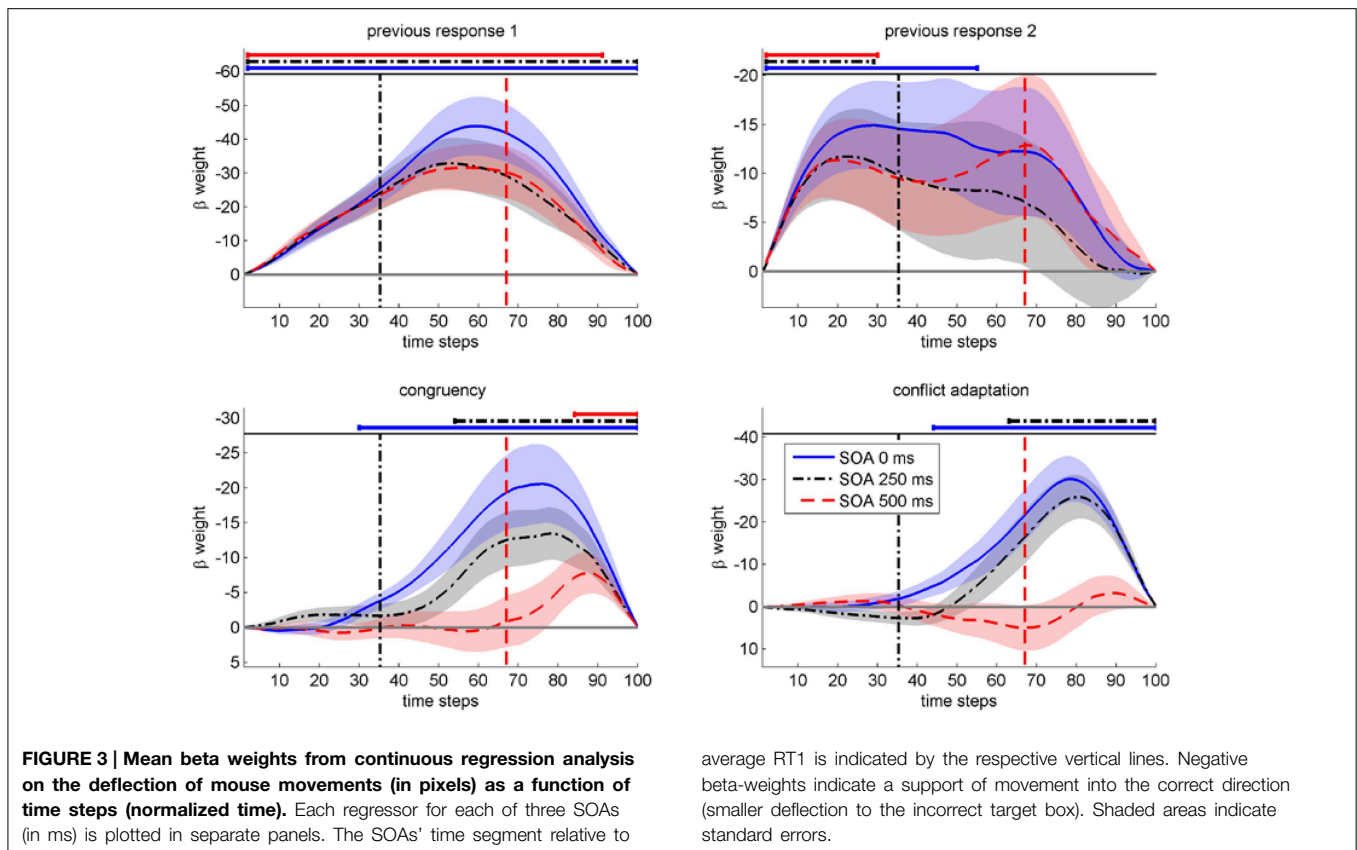 previous response 1
-60
-50
-40
-30
-20
-10
0
β weight
10 20 30 40 50 60 70 80 90 100
time steps
previous response 2
-20
-15
-10
-5
0
β weight
10 20 30 40 50 60 70 80 90 100
time steps
congruency
-30
-25
-20
-15
-10
-5
0
5
β weight
10 20 30 40 50 60 70 80 90 100
time steps
conflict adaptation
-40
-30
-20
-10
0
10
β weight
SOA 0 ms
SOA 250 ms
SOA 500 ms
10 20 30 40 50 60 70 80 90 100
time steps
FIGURE 3 | Mean beta weights from continuous regression analysis
on the deflection of mouse movements (in pixels) as a function of
time steps (normalized time). Each regressor for each of three SOAs
(in ms) is plotted in separate panels. The SOAs' time segment relative to
average RT1 is indicated by the respective vertical lines. Negative
beta-weights indicate a support of movement into the correct direction
(smaller deflection to the incorrect target box). Shaded areas indicate
standard errors.